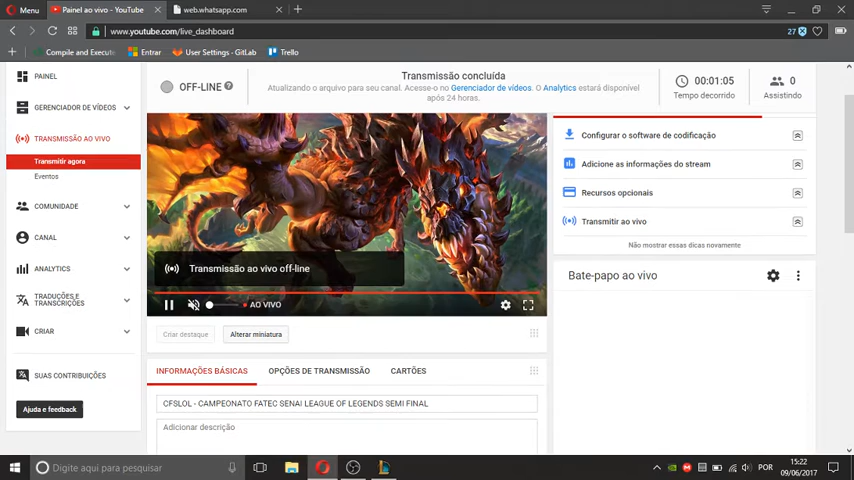 Menu
Painel ao vivo - YouTube
web.whatsapp.com
www.youtube.com/live_dashboard
27
Compile and Execute
Entrar
User Settings - GitLab
Trello
PAINEL
GERENCIADOR DE VÍDEOS
TRANSMISSÃO AO VIVO
Transmitir agora
Eventos
COMUNIDADE
CANAL
ANALYTICS
TRADUÇÕES E
TRANSCRIÇÕES
CRIAR
SUAS CONTRIBUIÇÕES
Ajuda e feedback
OFF-LINE
Transmissão concluída
Atualizando o arquivo para seu canal. Acesse-o no Gerenciador de vídeos. O Analytics estará disponível
após 24 horas.
00:01:05
Tempo decorrido
0
Assistindo
Transmissão ao vivo off-line
AO VIVO
Criar destaque
Alterar miniatura
INFORMAÇÕES BÁSICAS
OPÇÕES DE TRANSMISSÃO
CARTÕES
CFSLOL - CAMPEONATO FATEC SENAI LEAGUE OF LEGENDS SEMI FINAL
Adicionar descrição
Configurar o software de codificação
Adicione as informações do stream
Recursos opcionais
Transmitir ao vivo
Não mostrar essas dicas novamente
Bate-papo ao vivo
Digite aqui para pesquisar
POR
15:22
09/06/2017